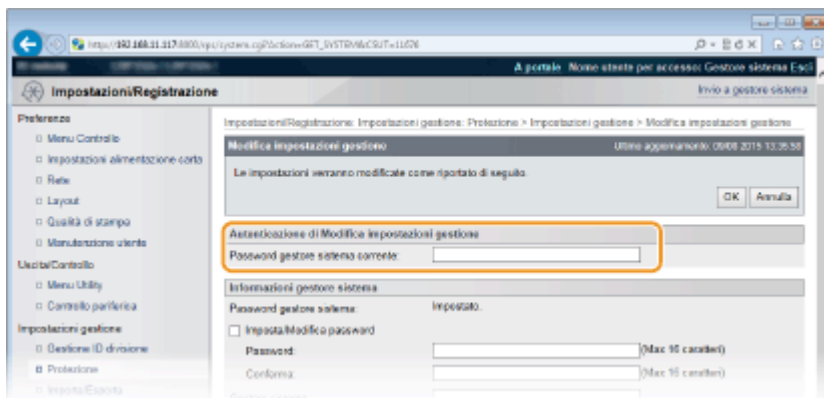 http://192.168.11.117:8000/rps/csystem.cgi?Action=GET_SYSTEM&CSUT=11676
A portale Nome utente per accesso: Gestore sistema Esci
Impostazioni/Registrazione
Invio a gestore sistema
Preferenze
Menu Controllo
Impostazioni alimentazione carta
Rete
Layout
Qualità di stampa
Manutenzione utente
Uscita/Controllo
Menu Utility
Controllo periferica
Impostazioni gestione
Gestione ID divisione
Protezione
Importa/Esporta
Impostazioni/Registrazione: Impostazioni gestione: Protezione > Impostazioni gestione > Modifica impostazioni gestione
Modifica impostazioni gestione
Ultimo aggiornamento: 09/06 2015 13:35:58
Le impostazioni verranno modificate come riportato di seguito.
OK Annulla
Autenticazione di Modifica impostazioni gestione
Password gestore sistema corrente:
Informazioni gestore sistema
Password gestore sistema: Impostato.
Imposta/Modifica password
Password: (Max 16 caratteri)
Conferma: (Max 16 caratteri)